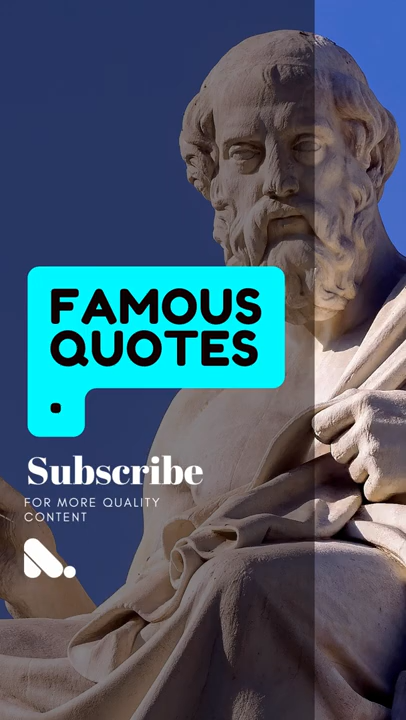 FAMOUS
QUOTES
Subscribe
FOR MORE QUALITY
CONTENT